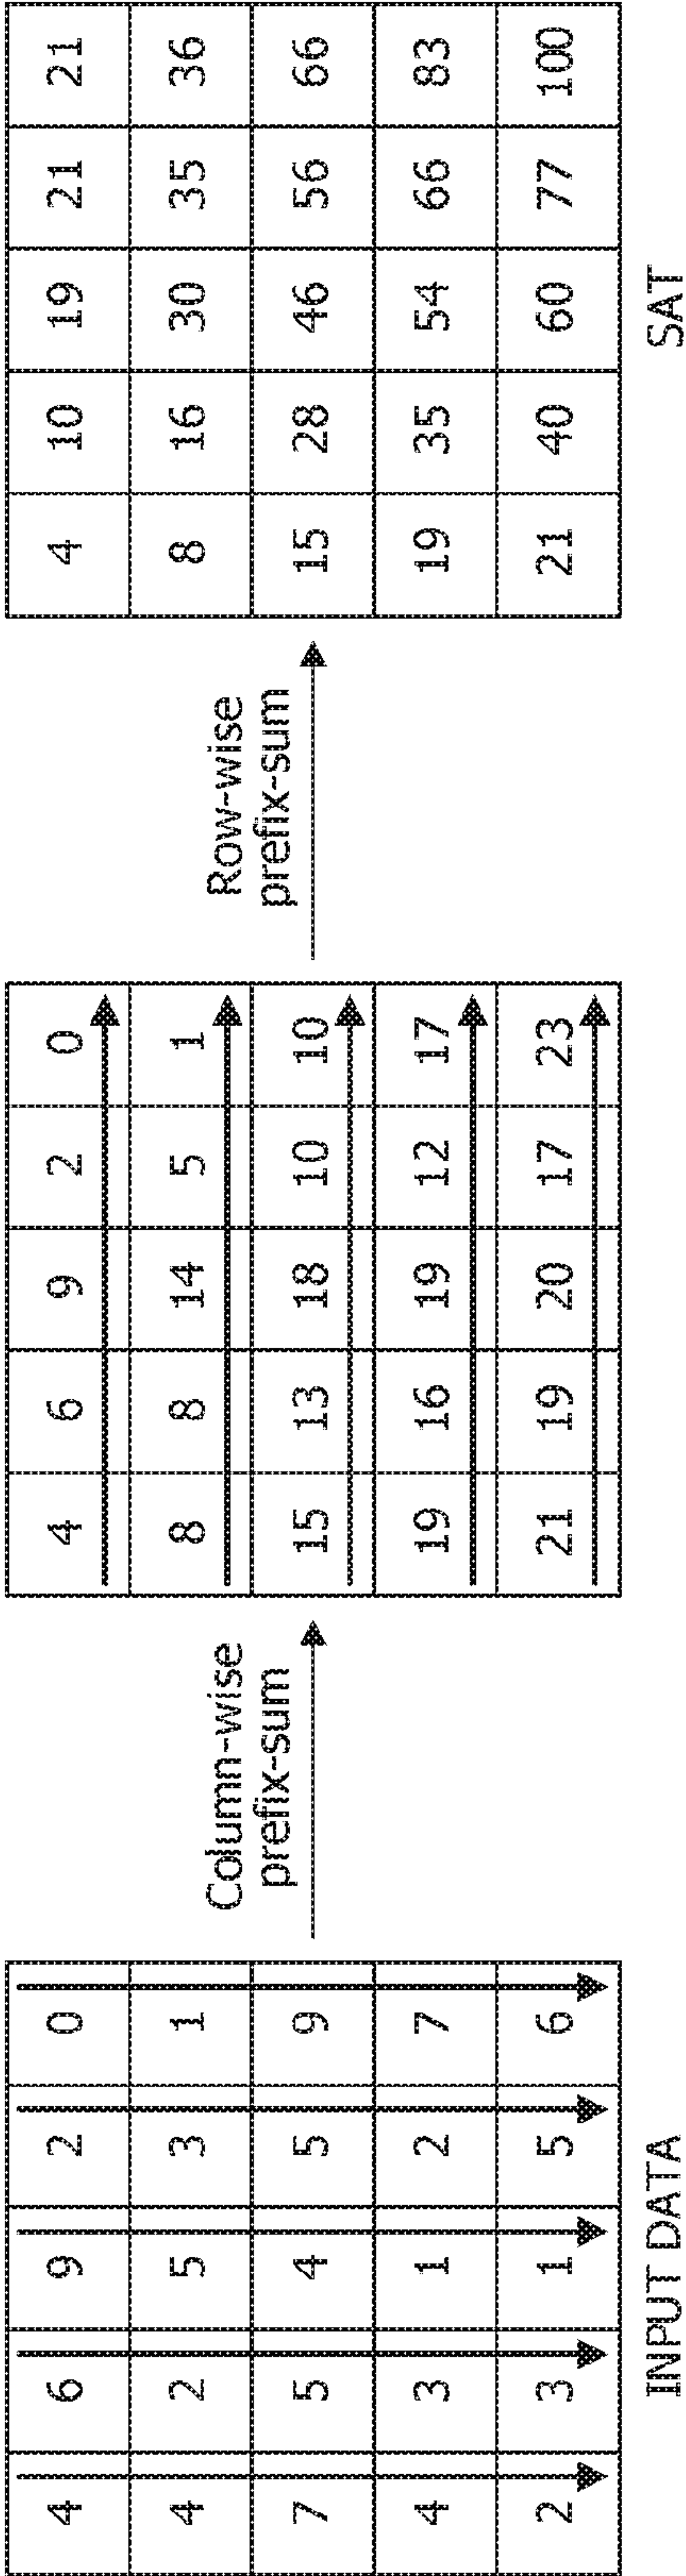 4 6 9 2 0
4 2 5 3 1
7 5 4 5 9
4 3 1 2 7
2 3 1 5 6
INPUT DATA
Column-wise
prefix-sum
4 6 9 2 0
8 8 14 5 1
15 13 18 10 10
19 16 19 12 17
21 19 20 17 23
Row-wise
prefix-sum
4 10 19 21 21
8 16 30 35 36
15 28 46 56 66
19 35 54 66 83
21 40 60 77 100
SAT